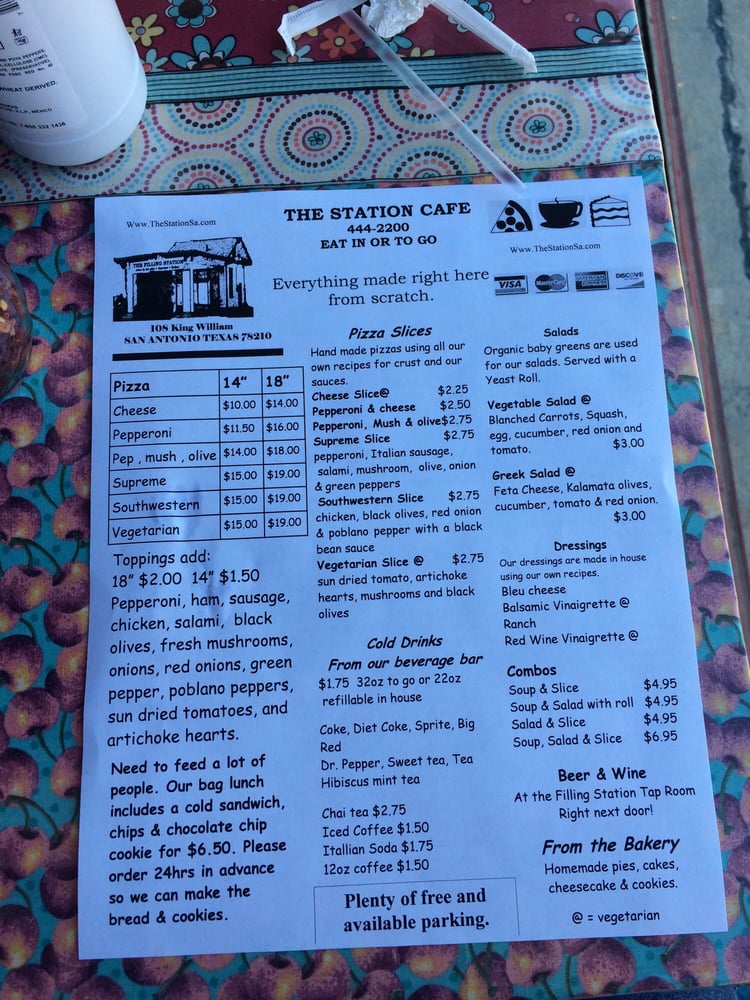 PUYA PEPPERS,
WHEAT DERIVED.
Www.TheStationSa.com
THE STATION CAFE
444-2200
EAT IN OR TO GO
Www.TheStationSa.com
VISA
MasterCard
DISCOVER
THE FILLING STATION
108 King William
SAN ANTONIO TEXAS 78210
Everything made right here
from scratch.
Pizza 14" 18"
Cheese $10.00 $14.00
Pepperoni $11.50 $16.00
Pep , mush , olive $14.00 $18.00
Supreme $15.00 $19.00
Southwestern $15.00 $19.00
Vegetarian $15.00 $19.00
Toppings add:
18" $2.00 14" $1.50
Pepperoni, ham, sausage,
chicken, salami, black
olives, fresh mushrooms,
onions, red onions, green
pepper, poblano peppers,
sun dried tomatoes, and
artichoke hearts.
Need to feed a lot of
people. Our bag lunch
includes a cold sandwich,
chips & chocolate chip
cookie for $6.50. Please
order 24hrs in advance
so we can make the
bread & cookies.
Pizza Slices
Hand made pizzas using all our
own recipes for crust and our
sauces.
Cheese Slice@ $2.25
Pepperoni & cheese $2.50
Pepperoni, Mush & olive$2.75
Supreme Slice $2.75
pepperoni, Italian sausage,
salami, mushroom, olive, onion
& green peppers
Southwestern Slice $2.75
chicken, black olives, red onion
& poblano pepper with a black
bean sauce
Vegetarian Slice @ $2.75
sun dried tomato, artichoke
hearts, mushrooms and black
olives
Cold Drinks
From our beverage bar
$1.75 32oz to go or 22oz
refillable in house
Coke, Diet Coke, Sprite, Big
Red
Dr. Pepper, Sweet tea, Tea
Hibiscus mint tea
Chai tea $2.75
Iced Coffee $1.50
Itallian Soda $1.75
12oz coffee $1.50
Plenty of free and
available parking.
Salads
Organic baby greens are used
for our salads. Served with a
Yeast Roll.
Vegetable Salad @
Blanched Carrots, Squash,
egg, cucumber, red onion and
tomato. $3.00
Greek Salad @
Feta Cheese, Kalamata olives,
cucumber, tomato & red onion.
$3.00
Dressings
Our dressings are made in house
using our own recipes.
Bleu cheese
Balsamic Vinaigrette @
Ranch
Red Wine Vinaigrette @
Combos
Soup & Slice $4.95
Soup & Salad with roll $4.95
Salad & Slice $4.95
Soup, Salad & Slice $6.95
Beer & Wine
At the Filling Station Tap Room
Right next door!
From the Bakery
Homemade pies, cakes,
cheesecake & cookies.
@ = vegetarian